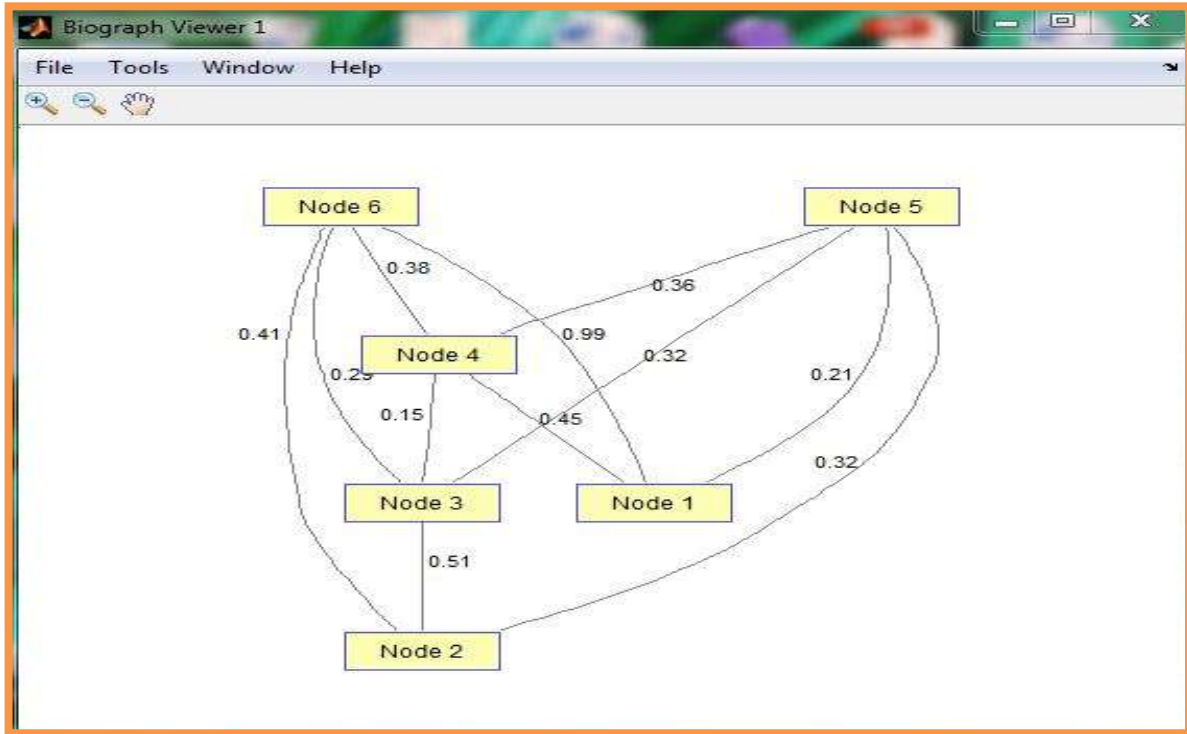 Biograph Viewer 1
File Tools Window Help
Node 6
Node 5
0.38
0.36
0.41
0.99
Node 4
0.32
0.29
0.21
0.15
0.45
0.32
Node 3
Node 1
0.51
Node 2